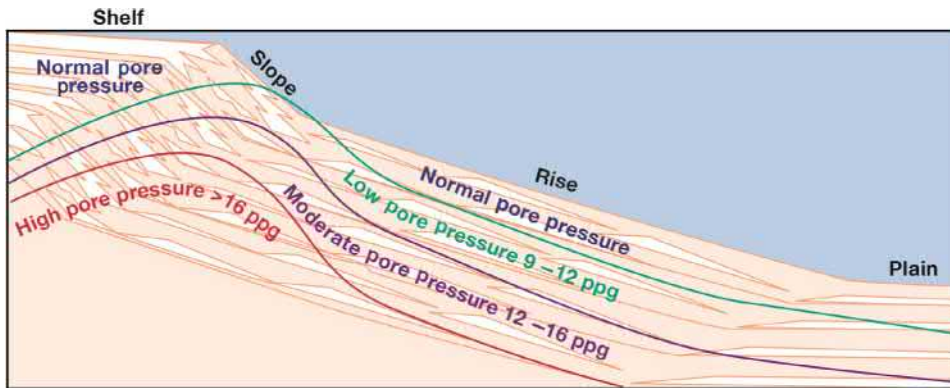 Shelf
Normal pore
pressure
Slope
Rise
Normal pore pressure
Low pore pressure 9 – 12 ppg
Moderate pore pressure 12 – 16 ppg
High pore pressure >16 ppg
Plain